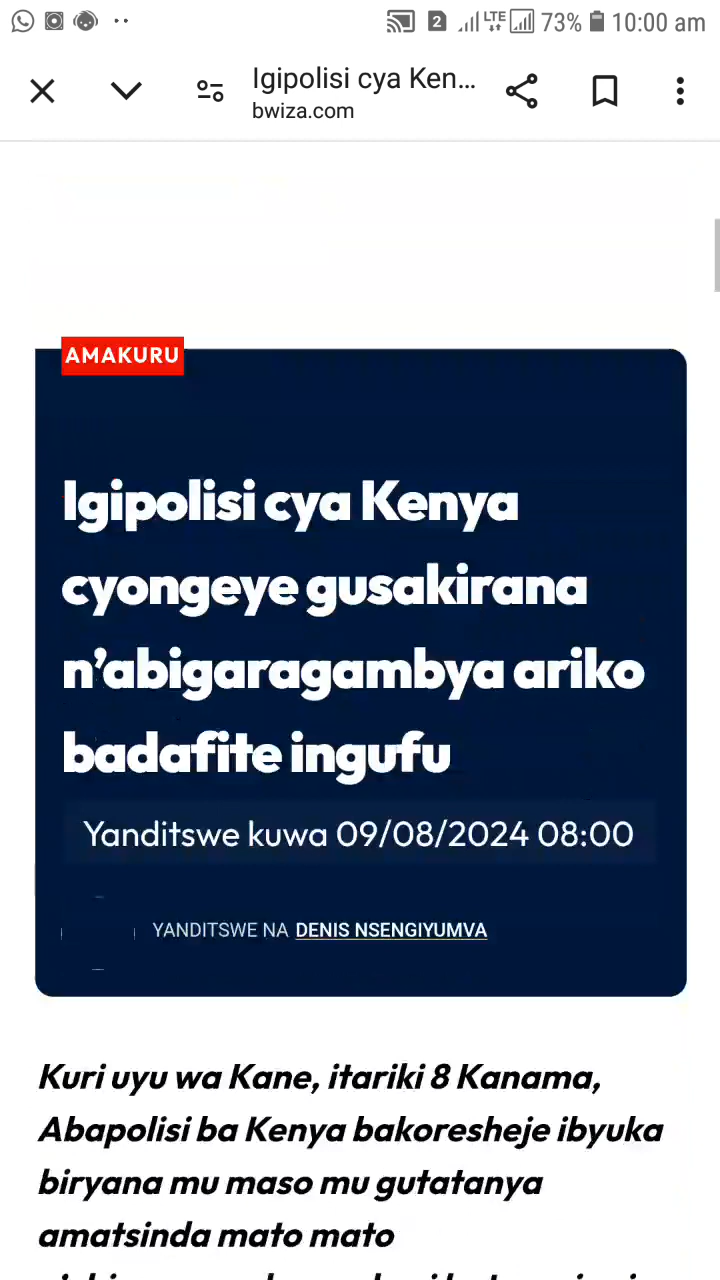 2 LTE 73% 10:00 am
Igipolisi cya Ken...
bwiza.com
AMAKURU
Igipolisi cya Kenya
cyongeye gusakirana
n’abigaragambya ariko
badafite ingufu
Yanditswe kuwa 09/08/2024 08:00
YANDITSWE NA DENIS NSENGIYUMVA
Kuri uyu wa Kane, itariki 8 Kanama,
Abapolisi ba Kenya bakoresheje ibyuka
biryana mu maso mu gutatanya
amatsinda mato mato